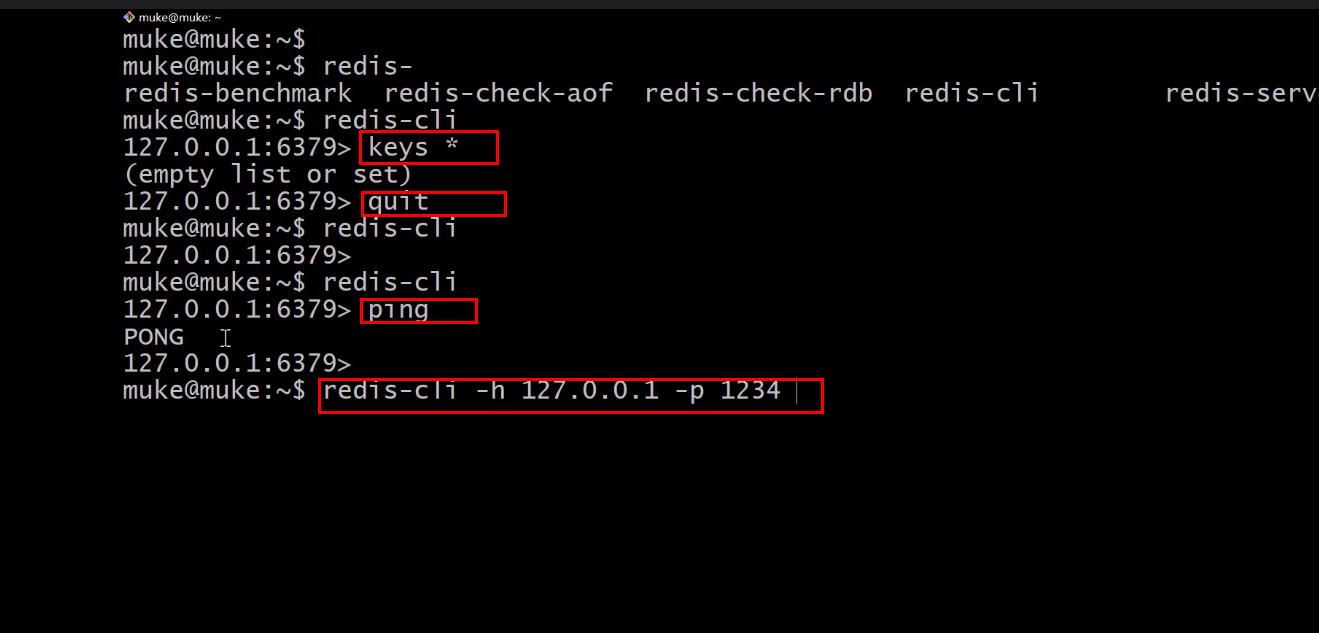 muke@muke: ~
muke@muke:~$
muke@muke:~$ redis-
redis-benchmark redis-check-aof redis-check-rdb redis-cli redis-serv
muke@muke:~$ redis-cli
127.0.0.1:6379> keys *
(empty list or set)
127.0.0.1:6379> quit
muke@muke:~$ redis-cli
127.0.0.1:6379>
muke@muke:~$ redis-cli
127.0.0.1:6379> ping
PONG
127.0.0.1:6379>
muke@muke:~$ redis-cli -h 127.0.0.1 -p 1234